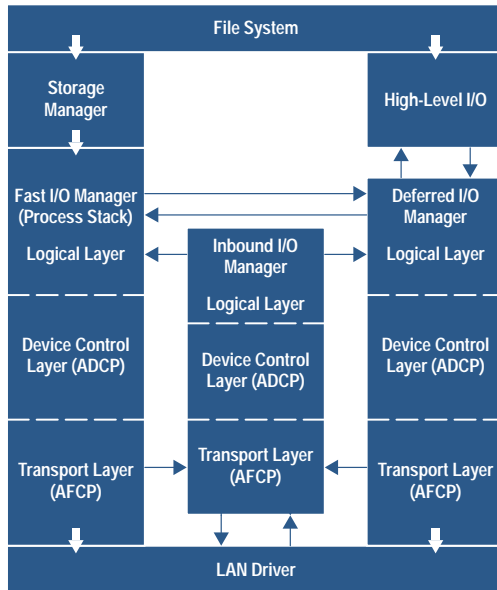 File System
Storage
Manager
High-Level I/O
Fast I/O Manager
(Process Stack)
Logical Layer
Deferred I/O
Manager
Logical Layer
Inbound I/O
Manager
Logical Layer
Device Control
Layer (ADCP)
Device Control
Layer (ADCP)
Device Control
Layer (ADCP)
Transport Layer
(AFCP)
Transport Layer
(AFCP)
Transport Layer
(AFCP)
LAN Driver